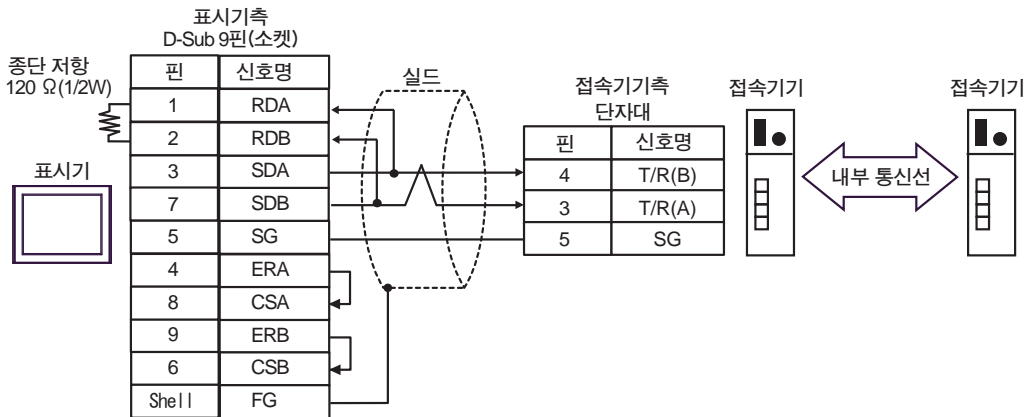 표시기측
D-Sub 9핀(소켓)
종단 저항
120 Ω(1/2W)
핀 신호명
1 RDA
2 RDB
3 SDA
7 SDB
5 SG
4 ERA
8 CSA
9 ERB
6 CSB
Shell FG
표시기
실드
접속기기측
단자대
핀 신호명
4 T/R(B)
3 T/R(A)
5 SG
접속기기
내부 통신선
접속기기